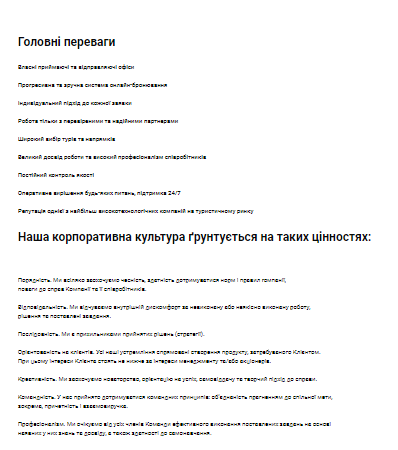 Головні переваги
Власні приймаючі та відправляючі офіси
Прогресивна та зручна система онлайн-бронювання
Індивідуальний підхід до кожної заявки
Робота тільки з перевіреними та надійними партнерами
Широкий вибір турів та напрямків
Великий досвід роботи та високий професіоналізм співробітників
Постійний контроль якості
Оперативне вирішення будь-яких питань, підтримка 24/7
Репутація однієї з найбільш високотехнологічних компаній на туристичному ринку
Наша корпоративна культура ґрунтується на таких цінностях:
Порядність. Ми всіляко заохочуємо чесність, здатність дотримуватися норм і правил компанії,
поваги до справ Компанії та її співробітників.
Відповідальність. Ми відчуваємо внутрішній дискомфорт за невиконану або неякісно виконану роботу,
рішення та поставлені завдання.
Послідовність. Ми є прихильниками прийнятих рішень (стратегії).
Орієнтованість на клієнтів. Усі наші устремління спрямовані створення продукту, затребуваного Клієнтом.
При цьому інтереси Клієнта стоять не нижче за інтереси менеджменту та/або акціонерів.
Креативність. Ми заохочуємо новаторство, орієнтацію на успіх, самовіддачу та творчий підхід до справи.
Командність. У нас прийнято дотримуватися командних принципів: об'єднаність прагненням до спільної мети,
зокрема, причетність і взаємовиручка.
Професіоналізм. Ми очікуємо від усіх членів Команди ефективного виконання поставлених завдань на основі
наявних у них знань та досвіду, а також здатності до самонавчання.